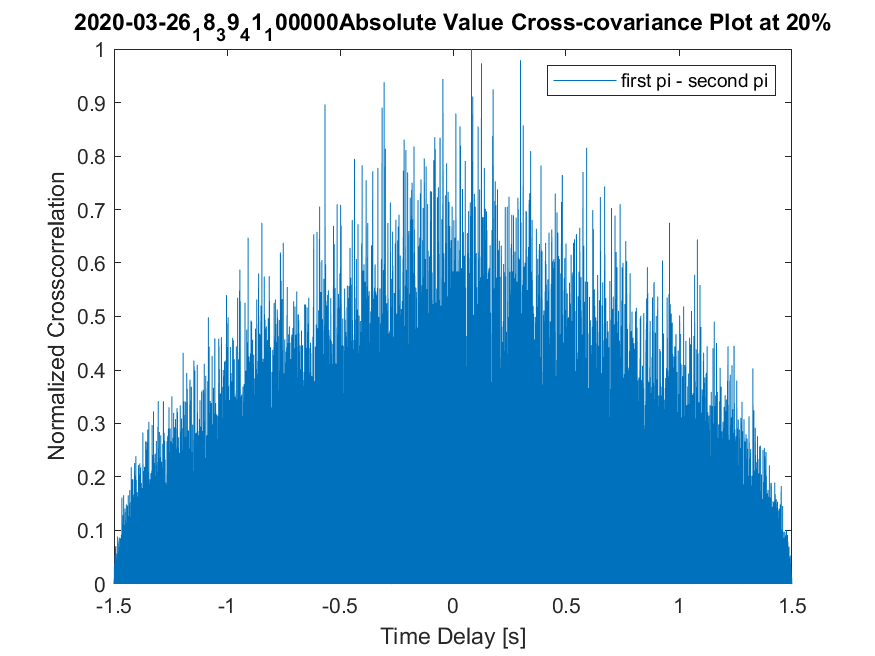 2020-03-26₁8₃9₄1₁00000Absolute Value Cross-covariance Plot at 20%
first pi - second pi
Normalized Crosscorrelation
1
0.9
0.8
0.7
0.6
0.5
0.4
0.3
0.2
0.1
0
-1.5 -1 -0.5 0 0.5 1 1.5
Time Delay [s]